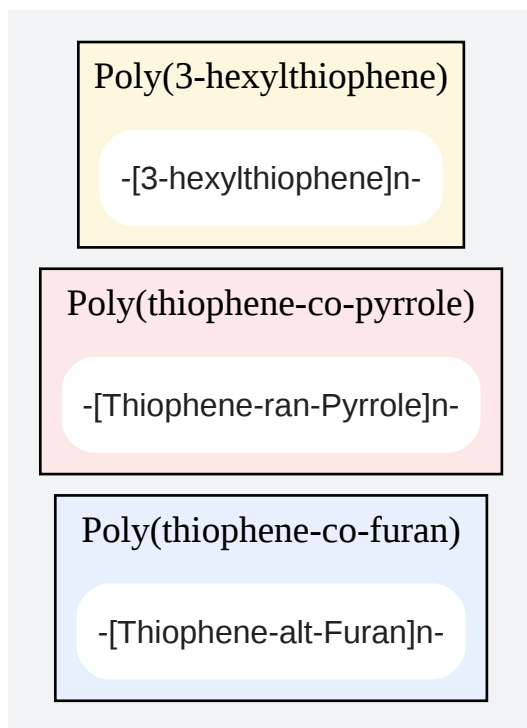 Poly(3-hexylthiophene)
-[3-hexylthiophene]n-
Poly(thiophene-co-pyrrole)
-[Thiophene-ran-Pyrrole]n-
Poly(thiophene-co-furan)
-[Thiophene-alt-Furan]n-